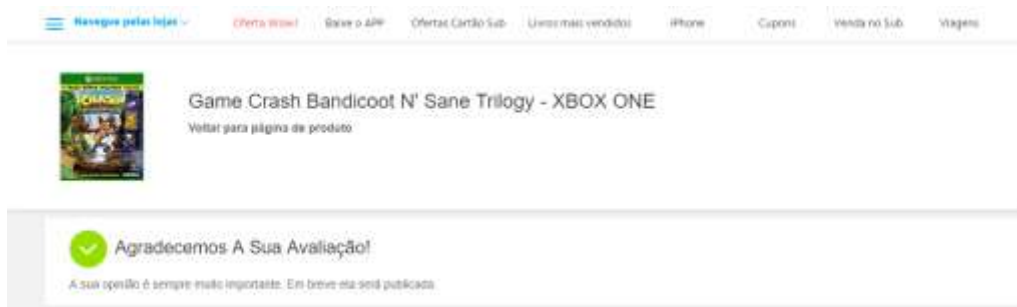 Navegue pelas lojas
Oferta Wow! Baixe o APP Ofertas Cartão Sub Livros mais vendidos iPhone Cupons Venda no Sub Viagens
Game Crash Bandicoot N' Sane Trilogy - XBOX ONE
Voltar para página de produto
Agradecemos A Sua Avaliação!
A sua opinião é sempre muito importante. Em breve ela será publicada.